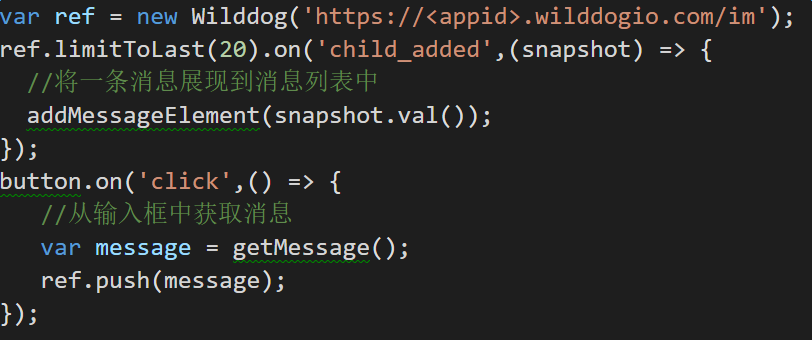 var ref = new Wilddog('https://<appid>.wilddogio.com/im');
ref.limitToLast(20).on('child_added',(snapshot) => {
  //将一条消息展现到消息列表中
  addMessageElement(snapshot.val());
});
button.on('click',() => {
   //从输入框中获取消息
   var message = getMessage();
   ref.push(message);
});